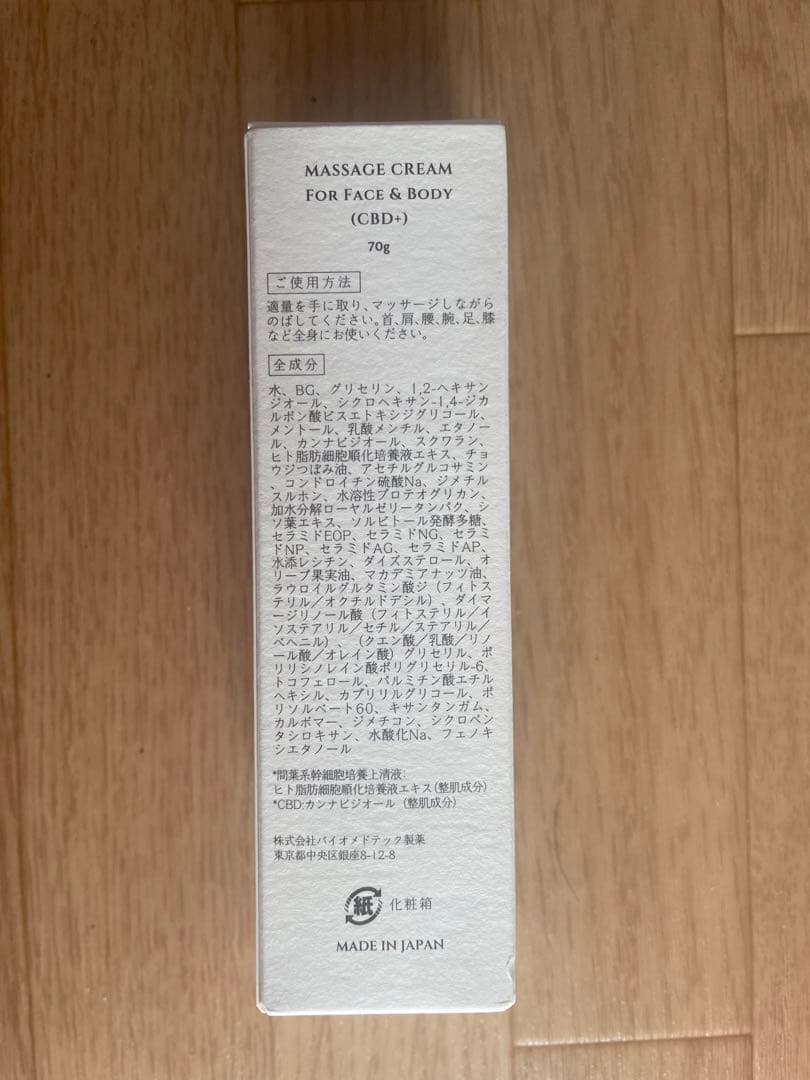 MASSAGE CREAM
FOR FACE & BODY
(CBD+)
70g
ご使用方法
適量を手に取り、マッサージしながら
のばしてください。首、肩、腰、腕、足、膝
など全身にお使いください。
全成分
水、BG、グリセリン、1,2-ヘキサン
ジオール、シクロヘキサン-1,4-ジカ
ルボン酸ビスエトキシジグリコール、
メントール、乳酸メンチル、エタノー
ル、カンナビジオール、スクワラン、
ヒト脂肪細胞順化培養液エキス、チョ
ウジつぼみ油、アセチルグルコサミン
、コンドロイチン硫酸Na、ジメチル
スルホン、水溶性プロテオグリカン、
加水分解ローヤルゼリータンパク、シ
ソ葉エキス、ソルビトール発酵多糖、
セラミドEOP、セラミドNG、セラミ
ドNP、セラミドAG、セラミドAP、
水添レシチン、ダイズステロール、オ
リーブ果実油、マカデミアナッツ油、
ラウロイルグルタミン酸ジ（フィトス
テリル／オクチルドデシル）、ダイマ
ージリノール酸（フィトステリル／イ
ソステアリル／セチル／ステアリル／
ベヘニル）、（クエン酸／乳酸／リノ
ール酸／オレイン酸）グリセリル、ポ
リリシノレイン酸ポリグリセリル-6、
トコフェロール、パルミチン酸エチル
ヘキシル、カプリリルグリコール、ポ
リソルベート60、キサンタンガム、
カルボマー、ジメチコン、シクロペン
タシロキサン、水酸化Na、フェノキ
シエタノール
*間葉系幹細胞培養上清液:
ヒト脂肪細胞順化培養液エキス（整肌成分）
*CBD:カンナビジオール（整肌成分）
株式会社バイオメドテック製薬
東京都中央区銀座8-12-8
紙 化粧箱
MADE IN JAPAN